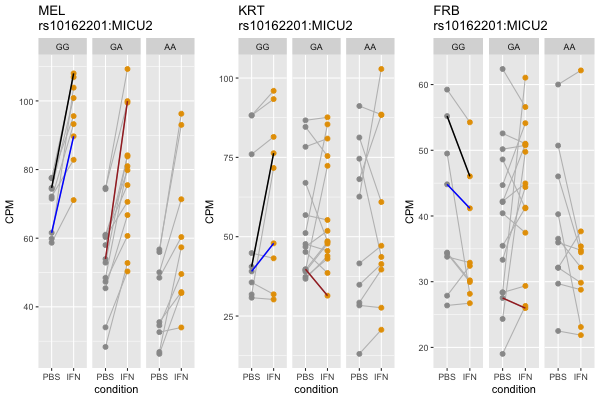 MEL
rs10162201:MICU2
GG GA AA
CPM
100
80
60
40
PBS IFN PBS IFN PBS IFN
condition
KRT
rs10162201:MICU2
GG GA AA
CPM
100
75
50
25
PBS IFN PBS IFN PBS IFN
condition
FRB
rs10162201:MICU2
GG GA AA
CPM
60
50
40
30
20
PBS IFN PBS IFN PBS IFN
condition